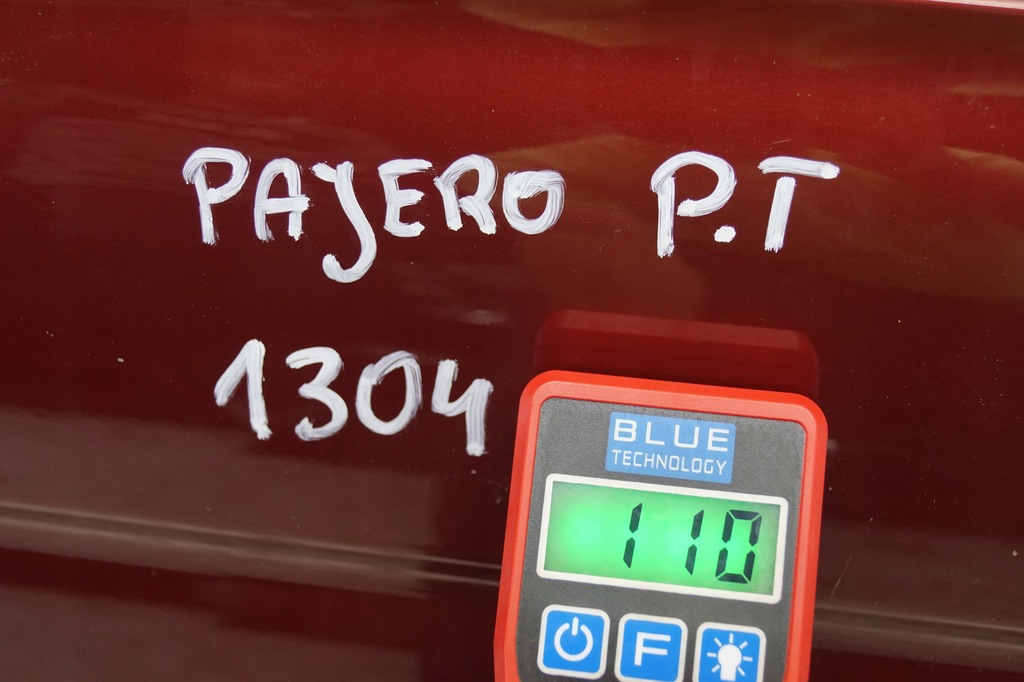 PAJERO P.T
1304
BLUE
TECHNOLOGY
110
F